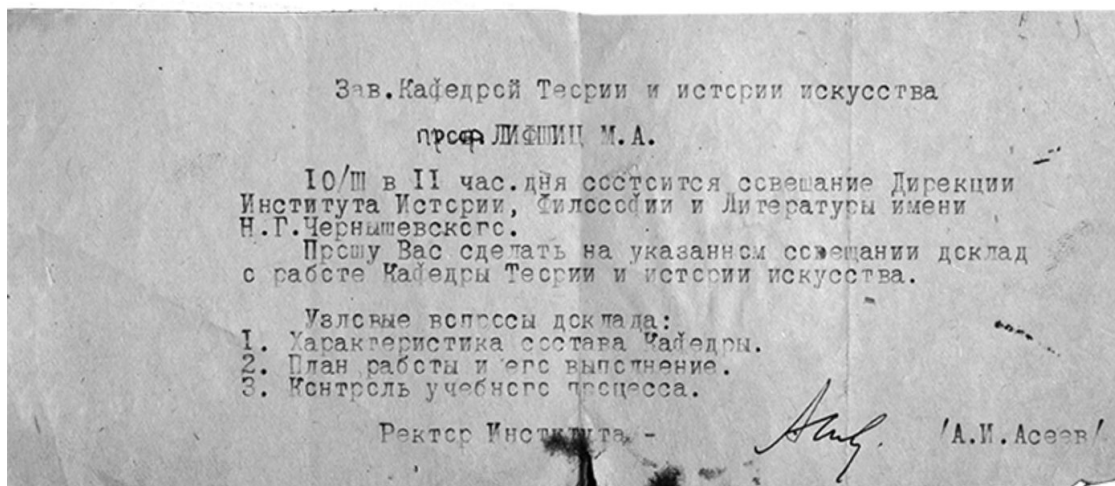 Зав.Кафедрой Теории и истории искусства
проф ЛИФШИЦ М.А.
10/III в II час.дня состоится совещание Дирекции
Института Истории, Философии и Литературы имени
Н.Г.Чернышевского.
Прошу Вас сделать на указанном совещании доклад
о работе Кафедры Теории и истории искусства.
Узловые вопросы доклада:
1. Характеристика состава Кафедры.
2. План работы и его выполнение.
3. Контроль учебного процесса.
Ректор Института - /А.И.Асеев/